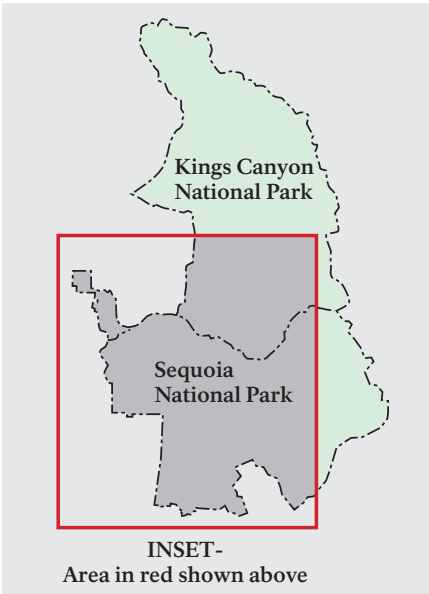 Kings Canyon
National Park
Sequoia
National Park
INSET-
Area in red shown above